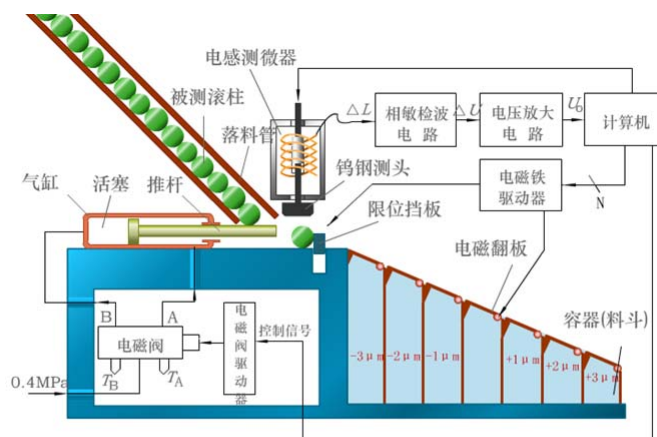 电感测微器
被测滚柱
落料管
ΔL
相敏检波
电 路
ΔU
电压放大
电 路
U₀
计算机
气缸
活塞
推杆
钨钢测头
限位挡板
电磁铁
驱动器
N
电磁翻板
容器(料斗)
B
A
电磁阀
电磁阀驱动器
控制信号
T_B
T_A
0.4MPa
-3μm
-2μm
-1μm
+1μm
+2μm
+3μm